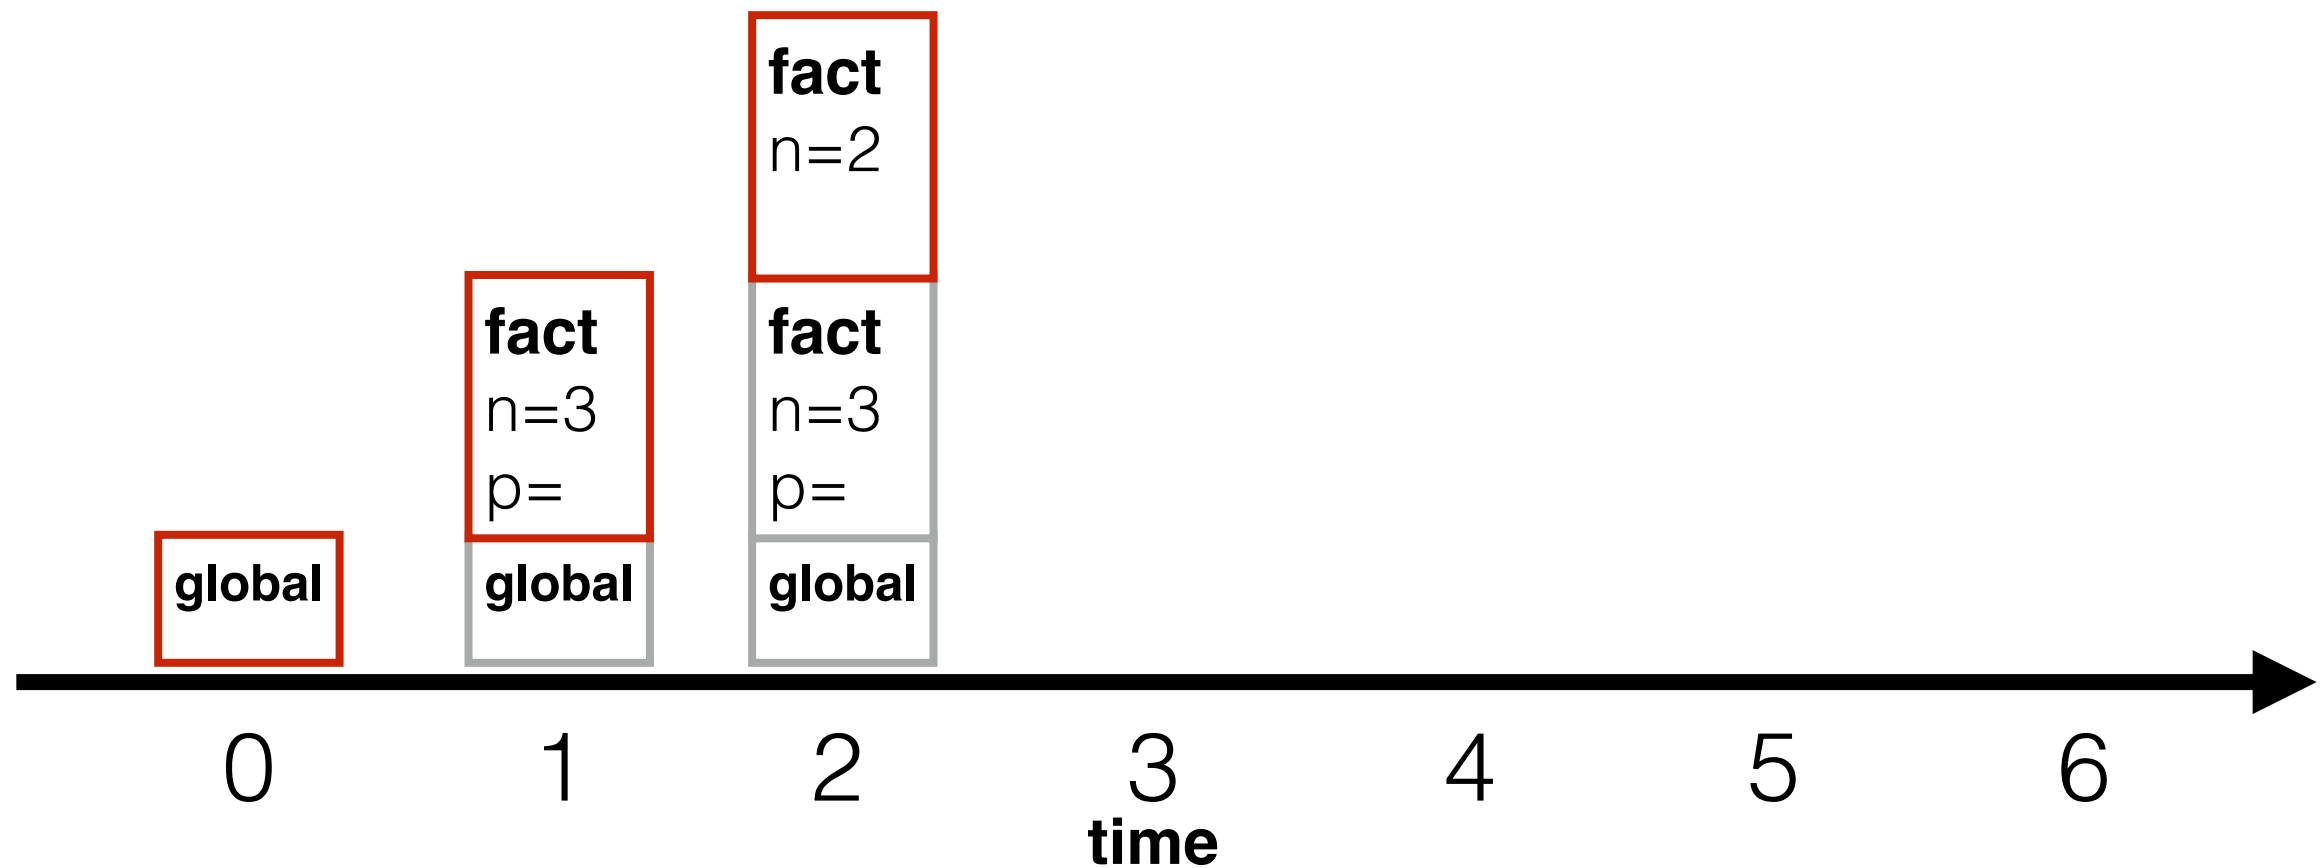 fact
n=2
fact
n=3
p=
fact
n=3
p=
global
global
global
0 1 2 3 4 5 6
time